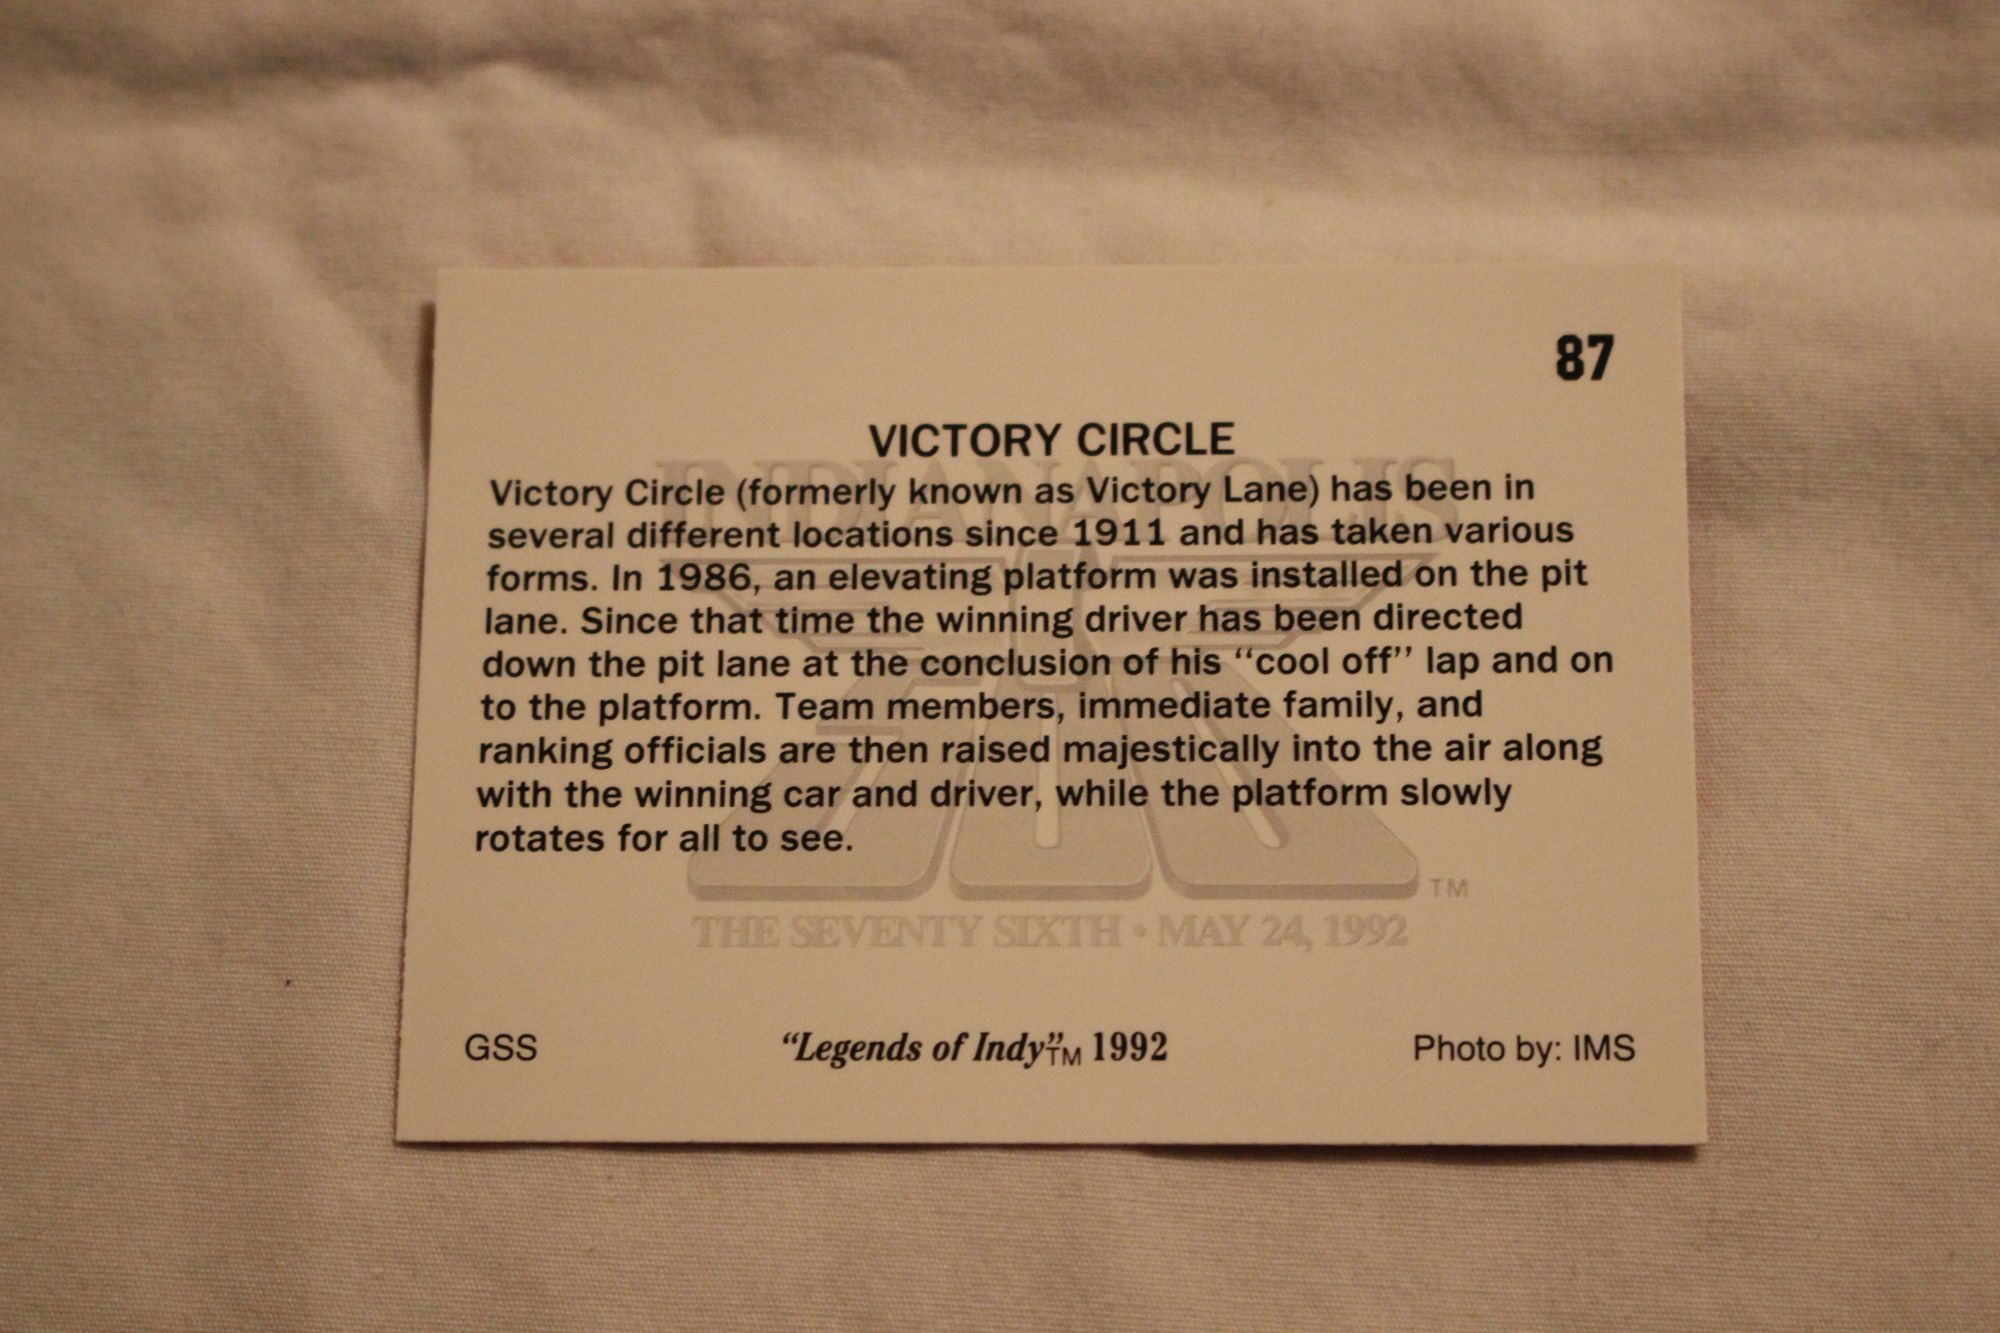 87
VICTORY CIRCLE
INDIANAPOLIS
Victory Circle (formerly known as Victory Lane) has been in
several different locations since 1911 and has taken various
forms. In 1986, an elevating platform was installed on the pit
lane. Since that time the winning driver has been directed
down the pit lane at the conclusion of his "cool off" lap and on
to the platform. Team members, immediate family, and
ranking officials are then raised majestically into the air along
with the winning car and driver, while the platform slowly
rotates for all to see.
500
TM
THE SEVENTY SIXTH • MAY 24, 1992
GSS
"Legends of Indy"TM 1992
Photo by: IMS